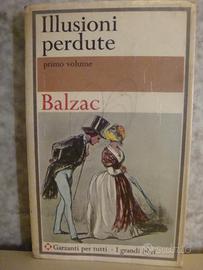 Illusioni
perdute
primo volume
Balzac
Garzanti per tutti · I grandi libri